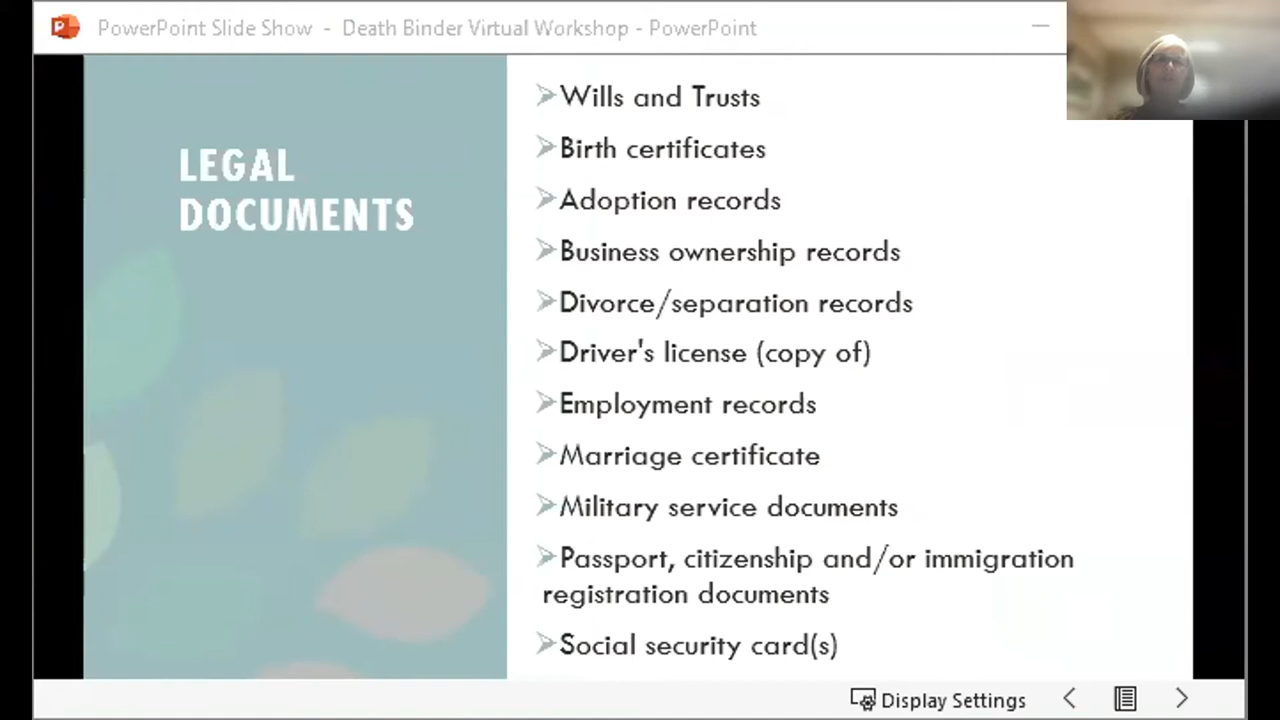 PowerPoint Slide Show - Death Binder Virtual Workshop - PowerPoint
LEGAL
DOCUMENTS
Wills and Trusts
Birth certificates
Adoption records
Business ownership records
Divorce/separation records
Driver's license (copy of)
Employment records
Marriage certificate
Military service documents
Passport, citizenship and/or immigration
registration documents
Social security card(s)
Display Settings